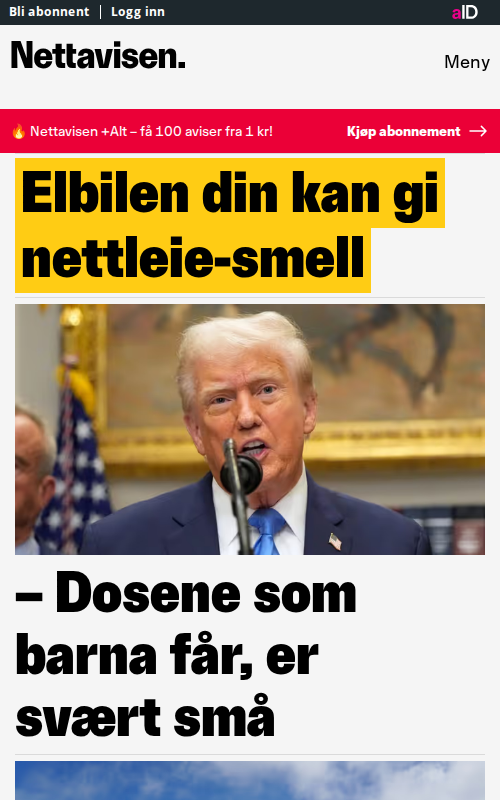 Bli abonnent
Logg inn
aID
Nettavisen.
Meny
🔥 Nettavisen +Alt – få 100 aviser fra 1 kr!
Kjøp abonnement →
Elbilen din kan gi
nettleie-smell
– Dosene som
barna får, er
svært små